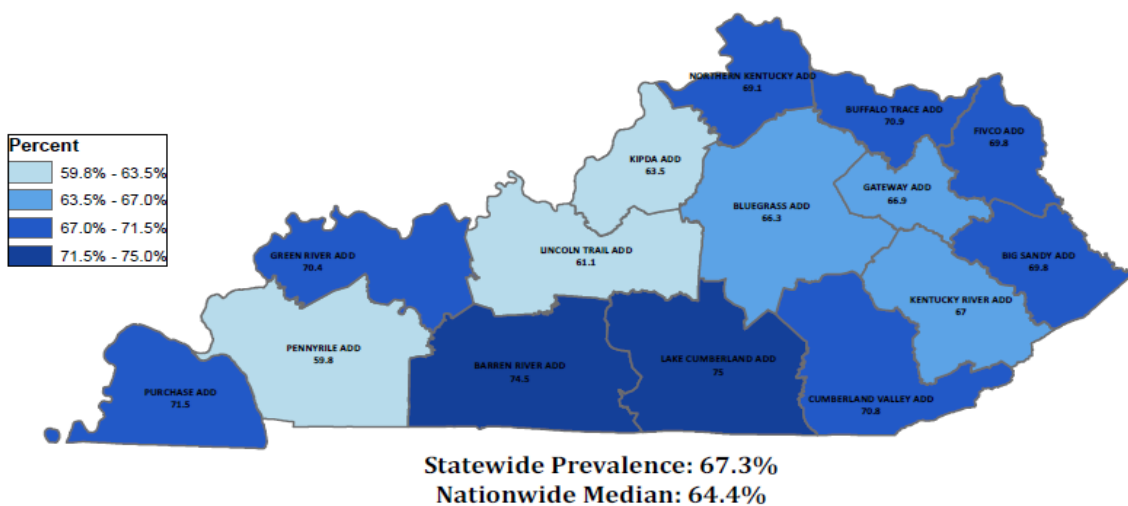 NORTHERN KENTUCKY ADD
69.1
BUFFALO TRACE ADD
70.9
FIVCO ADD
69.8
Percent
59.8% - 63.5%
63.5% - 67.0%
67.0% - 71.5%
71.5% - 75.0%
KIPDA ADD
63.5
GATEWAY ADD
66.9
BLUEGRASS ADD
66.3
LINCOLN TRAIL ADD
61.1
GREEN RIVER ADD
70.4
BIG SANDY ADD
69.8
KENTUCKY RIVER ADD
67
PENNYRILE ADD
59.8
BARREN RIVER ADD
74.5
LAKE CUMBERLAND ADD
75
PURCHASE ADD
71.5
CUMBERLAND VALLEY ADD
70.8
Statewide Prevalence: 67.3%
Nationwide Median: 64.4%